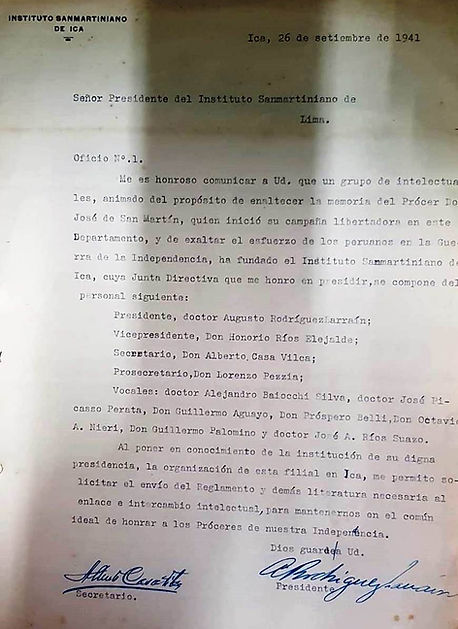 INSTITUTO SANMARTINIANO
DE ICA
Ica, 26 de setiembre de 1941
Señor Presidente del Instituto Sanmartiniano de
Lima.
Oficio Nº.1.
Me es honroso comunicar a Ud. que un grupo de intelectua
les, animado del propósito de enaltecer la memoria del Prócer Do
José de San Martín, quien inició su campaña libertadora en este
Departamento, y de exaltar el esfuerzo de los peruanos en la Gue
rra de la Independencia, ha fundado el Instituto Sanmartiniano de
Ica, cuya Junta Directiva que me honro en presidir,se compone del
personal siguiente:
Presidente, doctor Augusto RodríguezLarraín;
Vicepresidente, Don Honorio Ríos Elejalde;
Secretario, Don Alberto Casa Vilca;
Prosecretario,Don Lorenzo Pezzia;
Vocales: doctor Alejandro Baiocchi Silva, doctor José Pi-
casso Perata, Don Guillermo Aguayo, Don Próspero Belli,Don Octavio
A. Nieri, Don Guillermo Palomino y doctor José A. Ríos Suazo.
Al poner en conocimiento de la institución de su digna
presidencia, la organización de esta filial en Ica, me permito so-
licitar el envío del Reglamento y demás literatura necesaria al
enlace e intercambio intelectual,para mantenernos en el común
ideal de honrar a los Próceres de nuestra Independencia.
Dios guarde a Ud.
Secretario.
Presidente